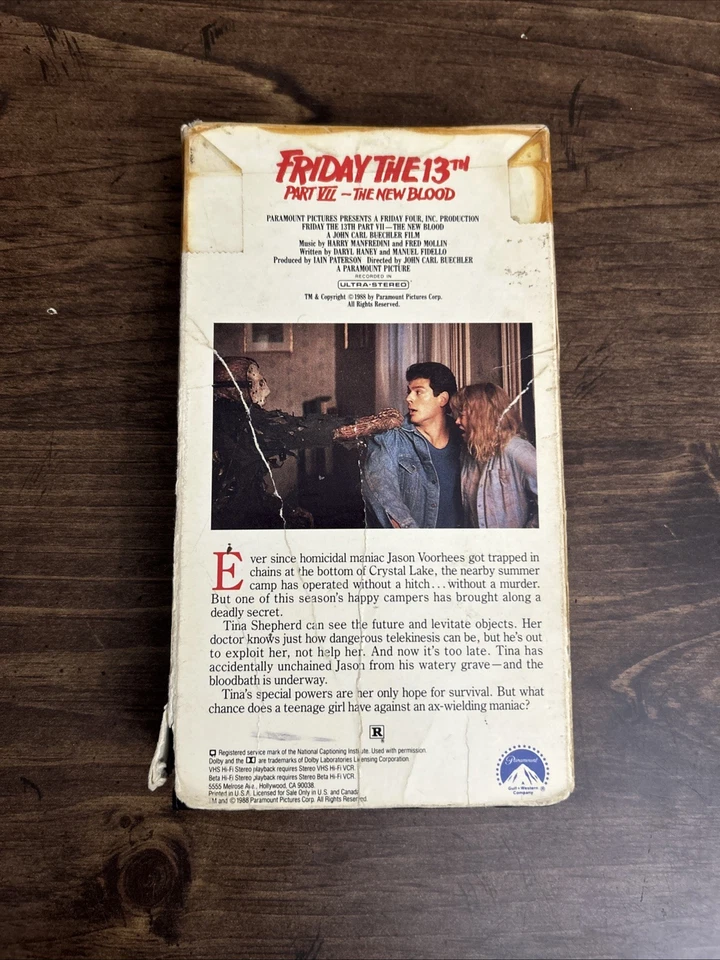 FRIDAY THE 13TH
PART VII - THE NEW BLOOD
PARAMOUNT PICTURES PRESENTS A FRIDAY FOUR, INC. PRODUCTION
FRIDAY THE 13TH PART VII—THE NEW BLOOD
A JOHN CARL BUECHLER FILM
Music by HARRY MANFREDINI and FRED MOLLIN
Written by DARYL HANEY and MANUEL FIDELLO
Produced by IAIN PATERSON Directed by JOHN CARL BUECHLER
A PARAMOUNT PICTURE
RECORDED IN
ULTRA-STEREO
TM & Copyright © 1988 by Paramount Pictures Corp.
All Rights Reserved.
Ever since homicidal maniac Jason Voorhees got trapped in
chains at the bottom of Crystal Lake, the nearby summer
camp has operated without a hitch...without a murder.
But one of this season's happy campers has brought along a
deadly secret.
Tina Shepherd can see the future and levitate objects. Her
doctor knows just how dangerous telekinesis can be, but he's out
to exploit her, not help her. And now it's too late. Tina has
accidentally unchained Jason from his watery grave—and the
bloodbath is underway.
Tina's special powers are her only hope for survival. But what
chance does a teenage girl have against an ax-wielding maniac?
R
Registered service mark of the National Captioning Institute. Used with permission.
Dolby and the DD are trademarks of Dolby Laboratories Licensing Corporation.
VHS Hi-Fi Stereo playback requires Stereo VHS Hi-Fi VCR.
Beta Hi-Fi Stereo playback requires Stereo Beta Hi-Fi VCR.
5555 Melrose Ave., Hollywood, CA 90038.
Printed in U.S.A. Licensed for Sale Only in U.S. and Canada
TM and © 1988 Paramount Pictures Corp. All Rights Reserved.
Paramount
Gulf+Western
Company
®